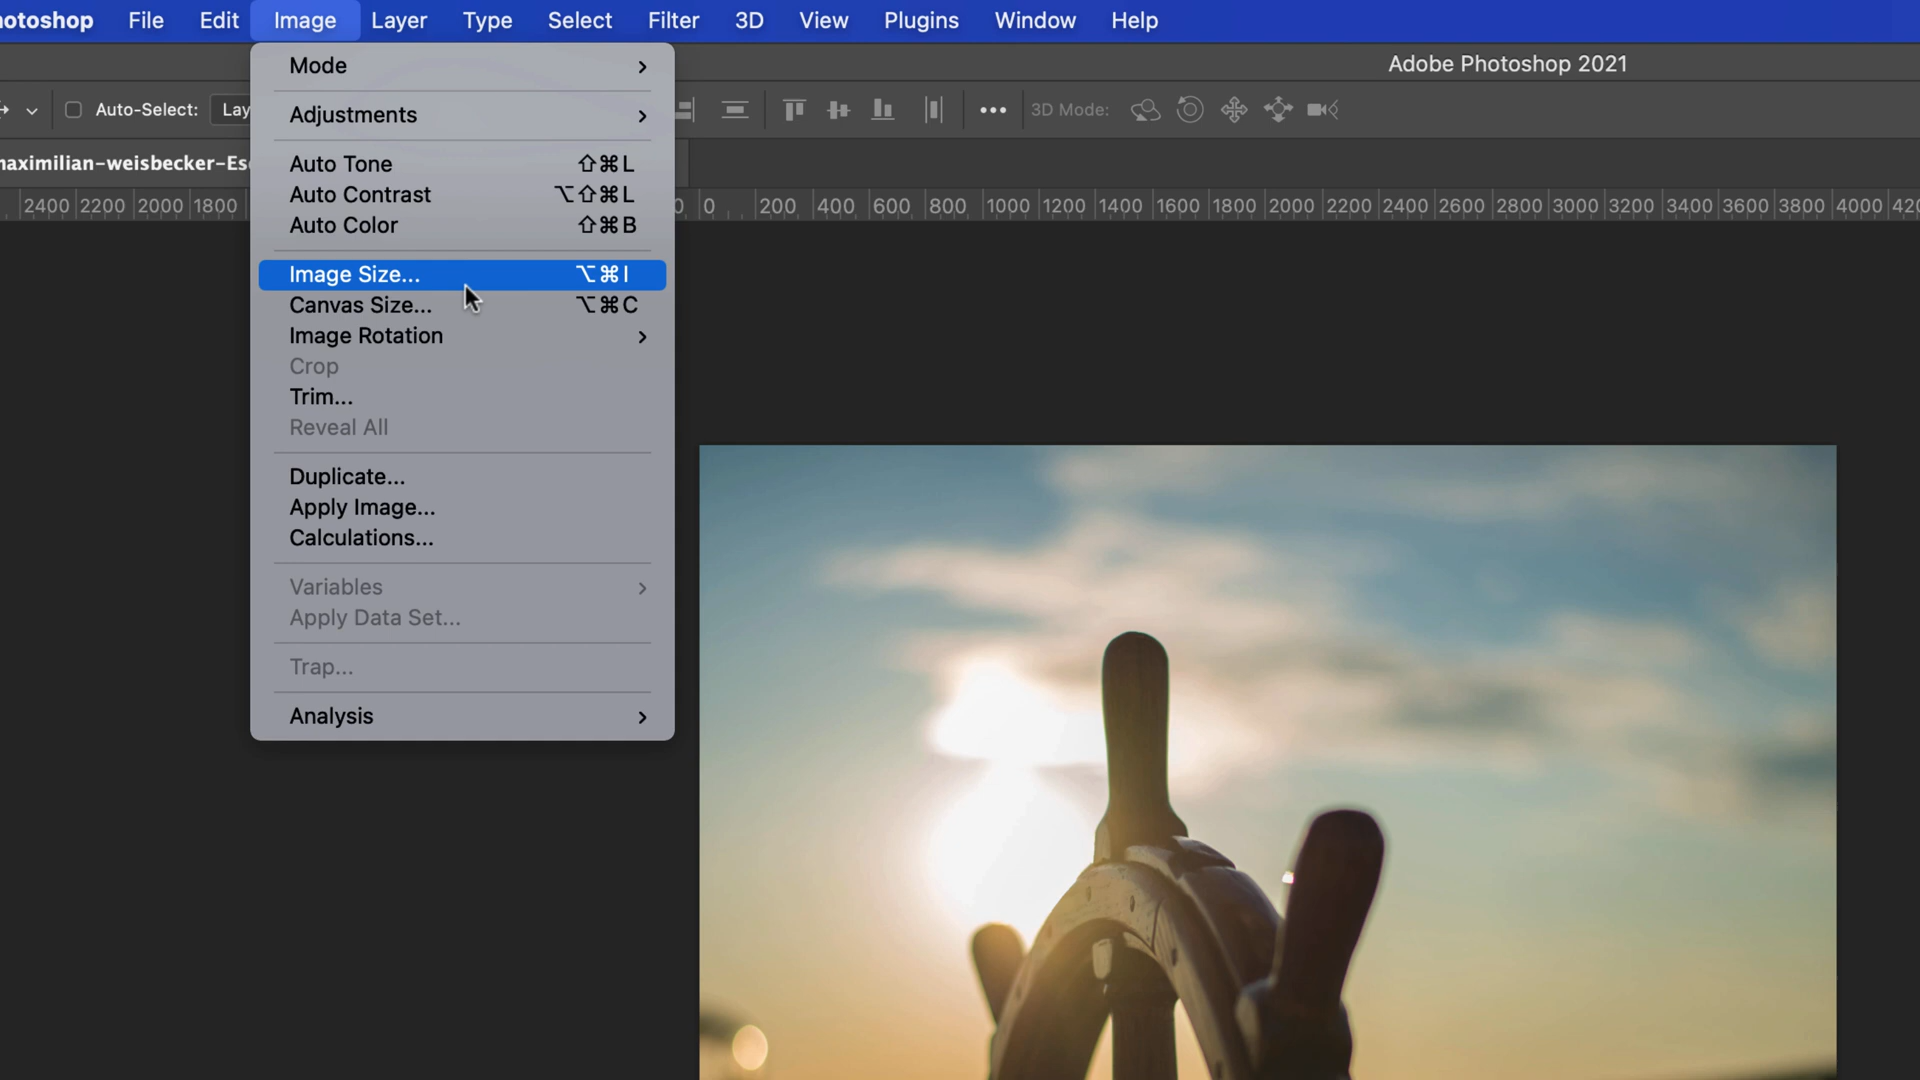 otoshop File Edit Image Layer Type Select Filter 3D View Plugins Window Help
Adobe Photoshop 2021
Auto-Select: Lay
3D Mode:
maximilian-weisbecker-Es
2400 2200 2000 1800 0 0 200 400 600 800 1000 1200 1400 1600 1800 2000 2200 2400 2600 2800 3000 3200 3400 3600 3800 4000 420
Mode
Adjustments
Auto Tone ⇧⌘L
Auto Contrast ⌥⇧⌘L
Auto Color ⇧⌘B
Image Size... ⌥⌘I
Canvas Size... ⌥⌘C
Image Rotation
Crop
Trim...
Reveal All
Duplicate...
Apply Image...
Calculations...
Variables
Apply Data Set...
Trap...
Analysis